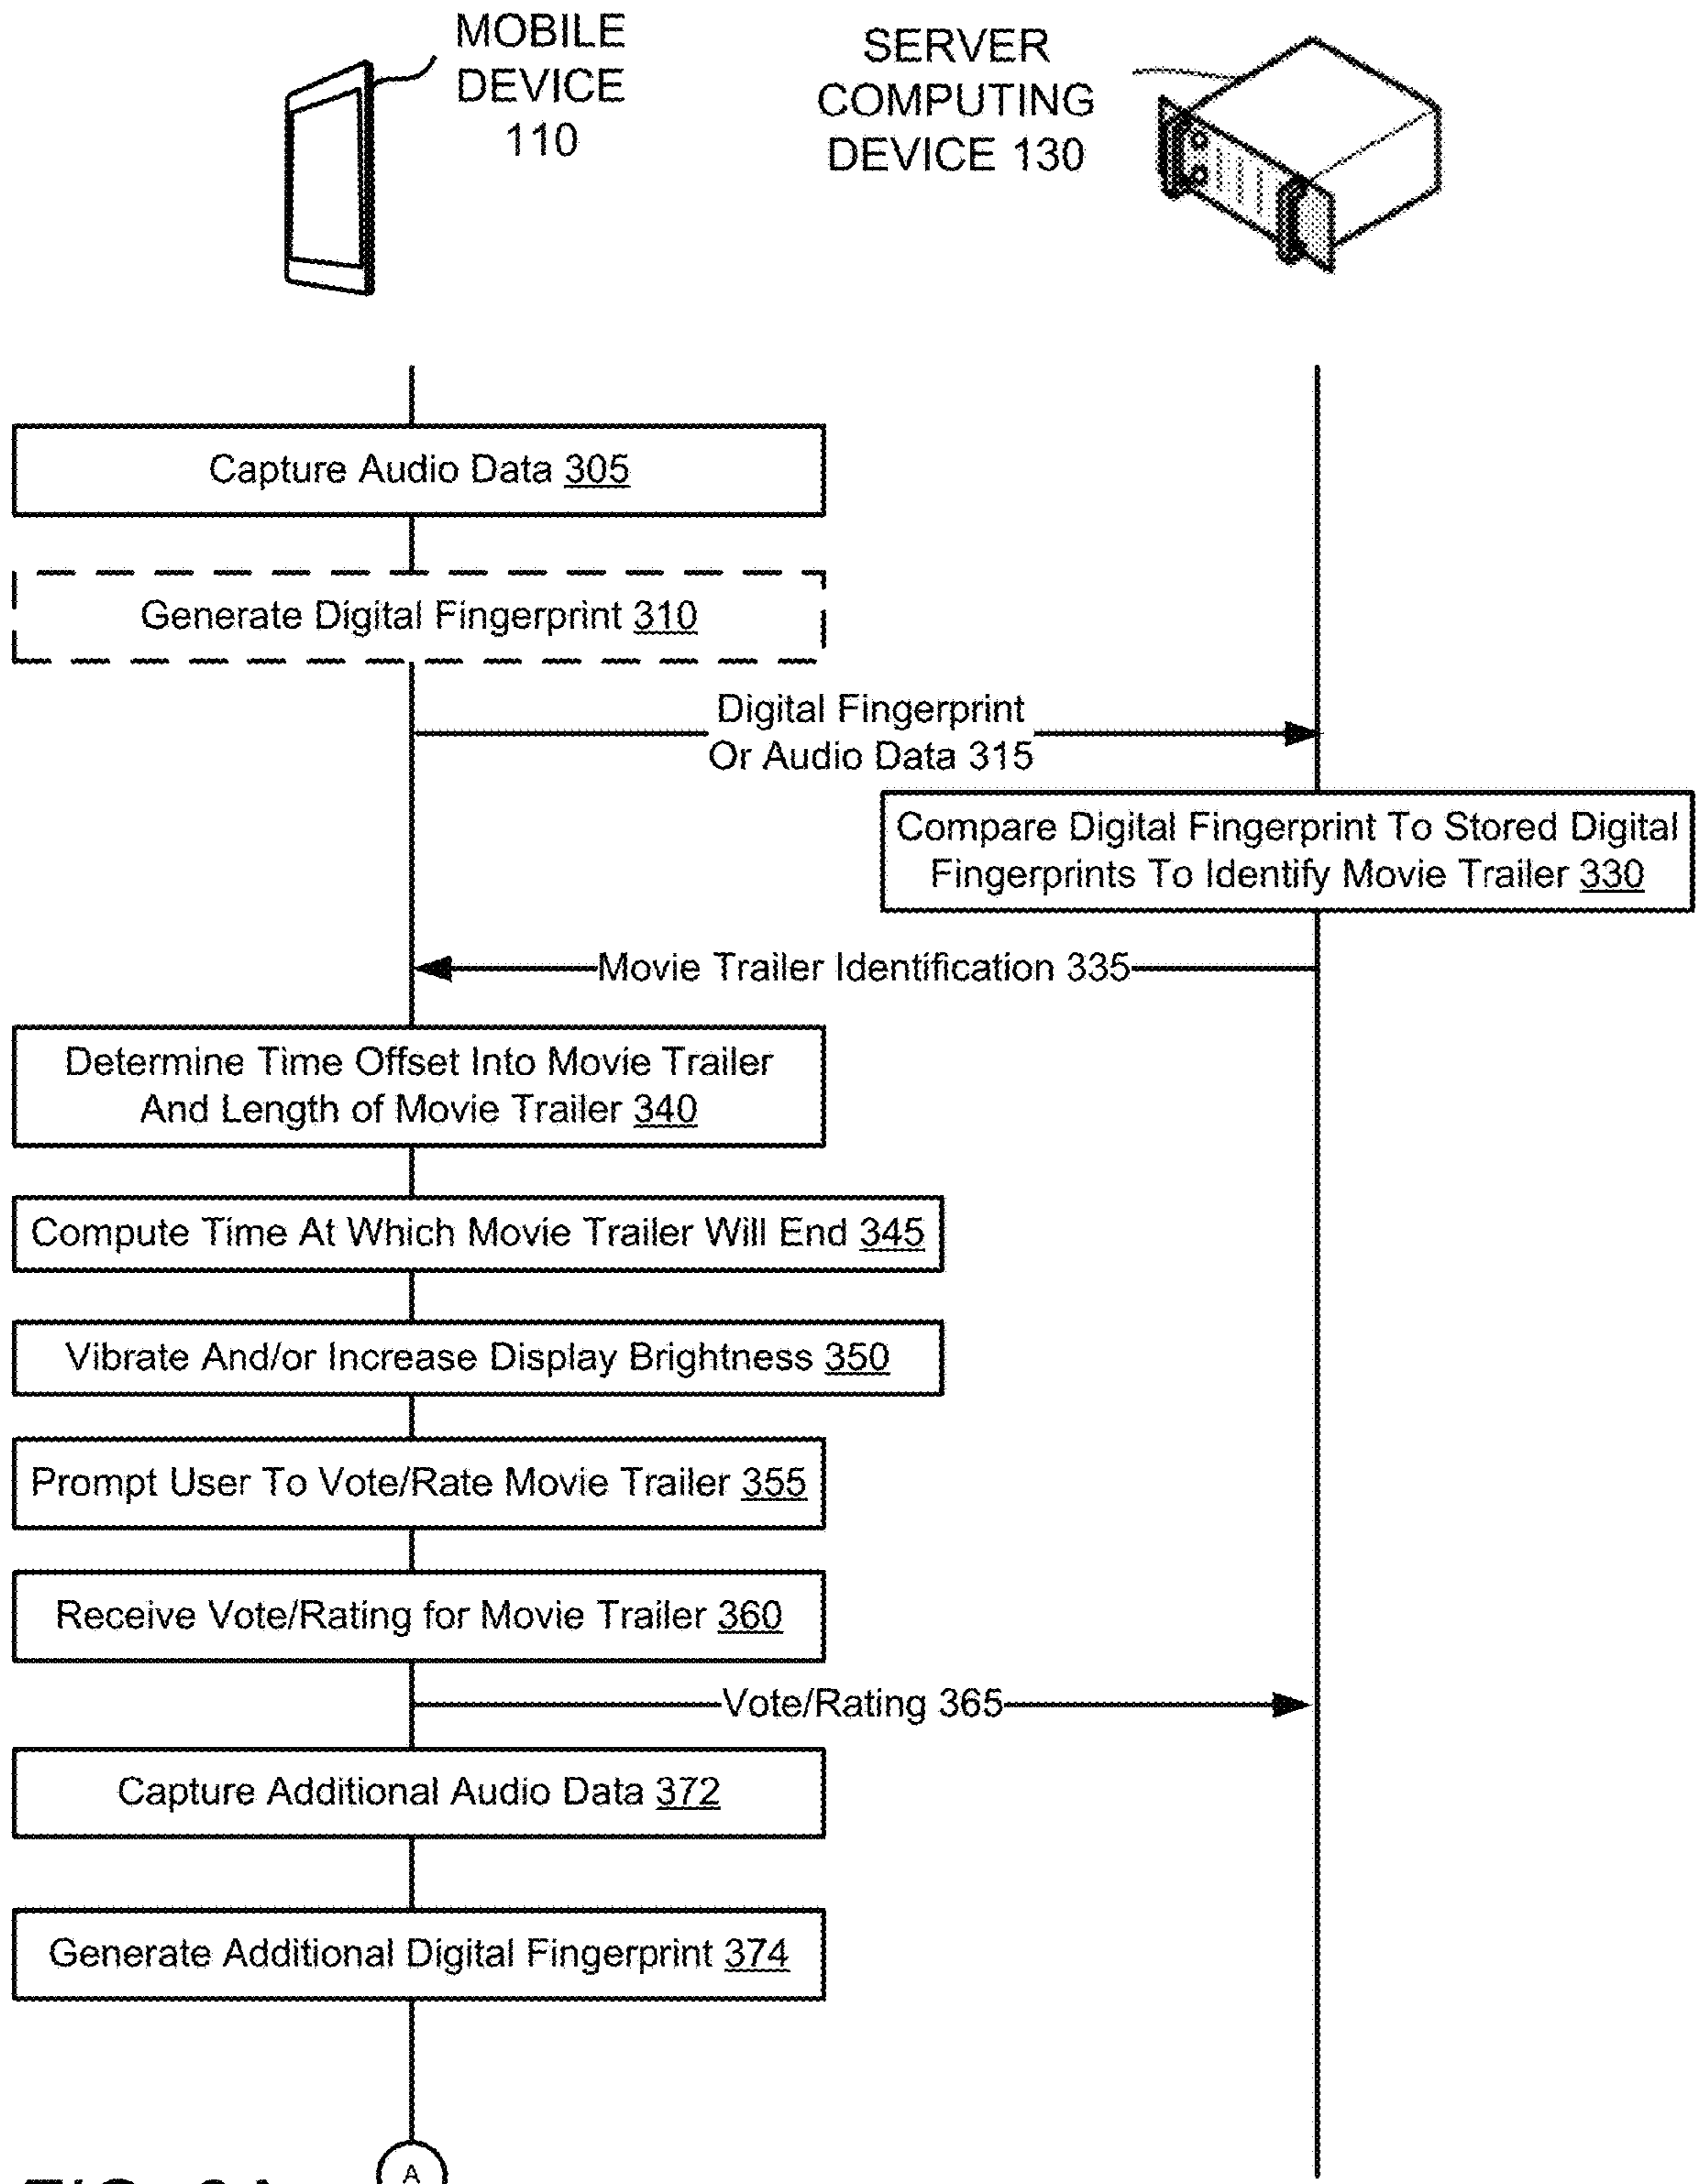 MOBILE
DEVICE
110
SERVER
COMPUTING
DEVICE 130
Capture Audio Data 305
Generate Digital Fingerprint 310
Digital Fingerprint
Or Audio Data 315
Compare Digital Fingerprint To Stored Digital
Fingerprints To Identify Movie Trailer 330
Movie Trailer Identification 335
Determine Time Offset Into Movie Trailer
And Length of Movie Trailer 340
Compute Time At Which Movie Trailer Will End 345
Vibrate And/or Increase Display Brightness 350
Prompt User To Vote/Rate Movie Trailer 355
Receive Vote/Rating for Movie Trailer 360
Vote/Rating 365
Capture Additional Audio Data 372
Generate Additional Digital Fingerprint 374
A